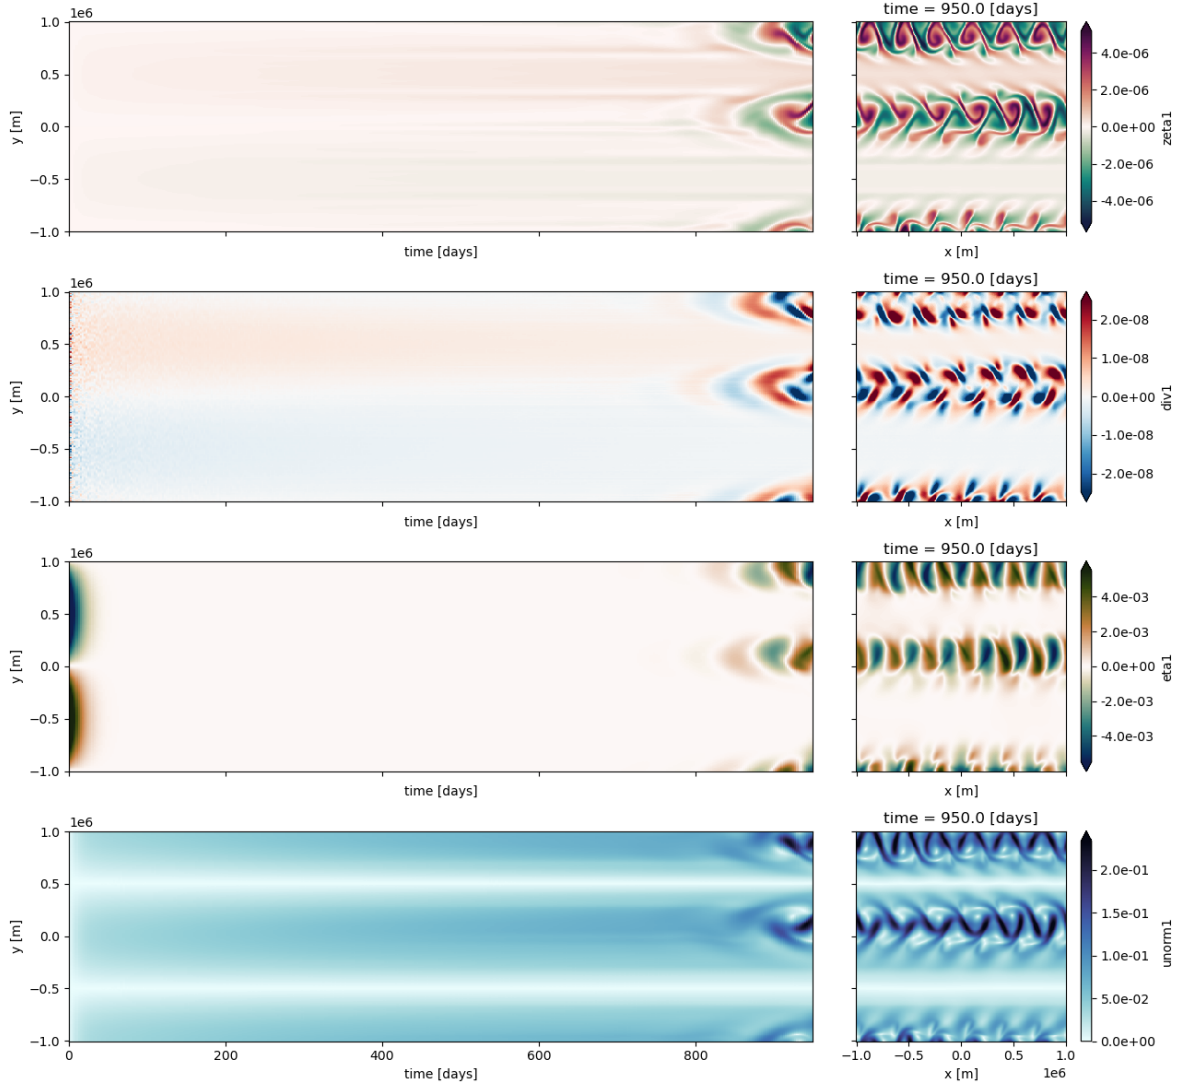 time = 950.0 [days]
1e6
1.0
0.5
0.0
−0.5
−1.0
y [m]
time [days]
x [m]
4.0e-06
2.0e-06
0.0e+00
-2.0e-06
-4.0e-06
zeta1
time = 950.0 [days]
1e6
1.0
0.5
0.0
−0.5
−1.0
y [m]
time [days]
x [m]
2.0e-08
1.0e-08
0.0e+00
-1.0e-08
-2.0e-08
div1
time = 950.0 [days]
1e6
1.0
0.5
0.0
−0.5
−1.0
y [m]
time [days]
x [m]
4.0e-03
2.0e-03
0.0e+00
-2.0e-03
-4.0e-03
eta1
time = 950.0 [days]
1e6
1.0
0.5
0.0
−0.5
−1.0
y [m]
0 200 400 600 800
time [days]
−1.0 −0.5 0.0 0.5 1.0
x [m]
1e6
2.0e-01
1.5e-01
1.0e-01
5.0e-02
0.0e+00
unorm1